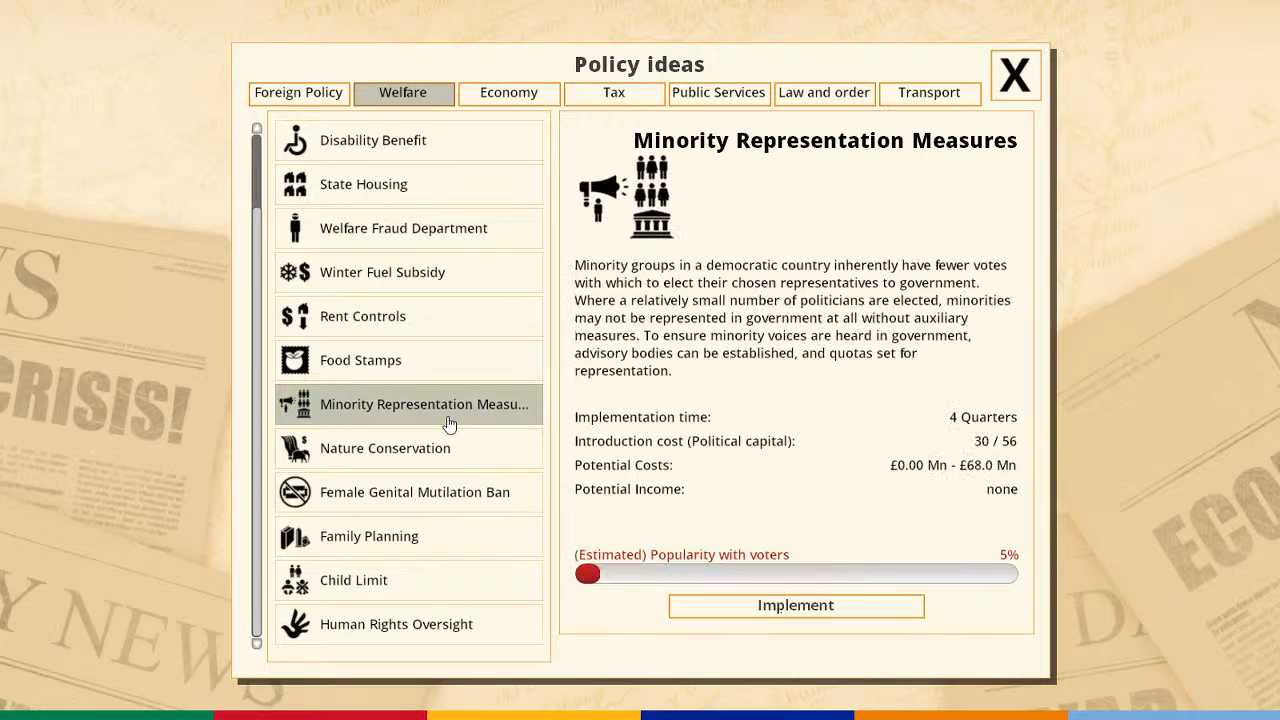 Policy ideas
X
Foreign Policy
Welfare
Economy
Tax
Public Services
Law and order
Transport
Disability Benefit
State Housing
Welfare Fraud Department
Winter Fuel Subsidy
Rent Controls
Food Stamps
Minority Representation Measu...
Nature Conservation
Female Genital Mutilation Ban
Family Planning
Child Limit
Human Rights Oversight
Minority Representation Measures
Minority groups in a democratic country inherently have fewer votes
with which to elect their chosen representatives to government.
Where a relatively small number of politicians are elected, minorities
may not be represented in government at all without auxiliary
measures. To ensure minority voices are heard in government,
advisory bodies can be established, and quotas set for
representation.
Implementation time: 4 Quarters
Introduction cost (Political capital): 30 / 56
Potential Costs: £0.00 Mn - £68.0 Mn
Potential Income: none
(Estimated) Popularity with voters 5%
Implement
CRISIS!